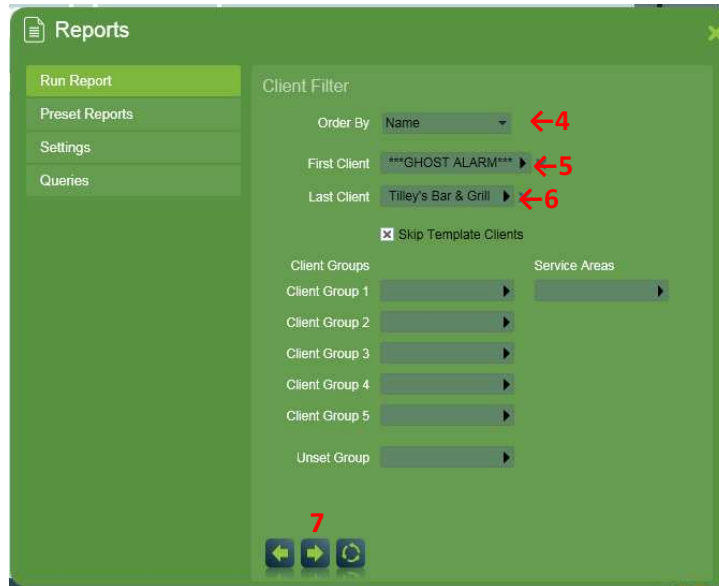 Reports
Run Report
Preset Reports
Settings
Queries
Client Filter
Order By Name ←4
First Client ***GHOST ALARM*** ←5
Last Client Tilley's Bar & Grill ←6
Skip Template Clients
Client Groups Service Areas
Client Group 1
Client Group 2
Client Group 3
Client Group 4
Client Group 5
Unset Group
7